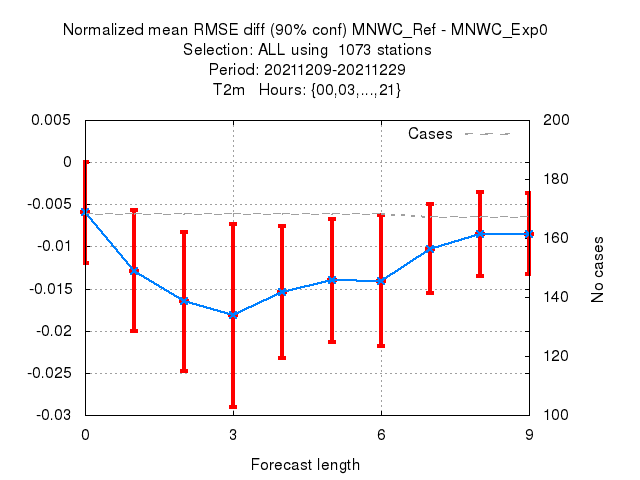 Normalized mean RMSE diff (90% conf) MNWC_Ref - MNWC_Exp0
Selection: ALL using  1073 stations
Period: 20211209-20211229
T2m   Hours: {00,03,...,21}
Cases
0.005
0
-0.005
-0.01
-0.015
-0.02
-0.025
-0.03
200
180
160
140
120
100
No cases
0
3
6
9
Forecast length